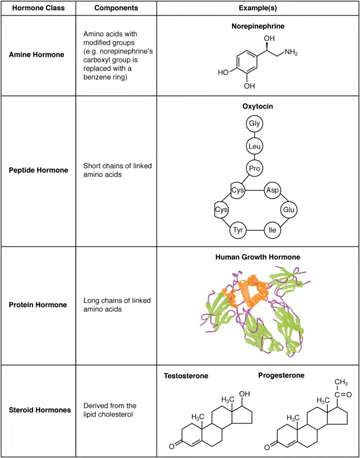 Hormone Class
Components
Example(s)
Amine Hormone
Amino acids with
modified groups
(e.g. norepinephrine's
carboxyl group is
replaced with a
benzene ring)
Norepinephrine
OH
NH₂
HO
OH
Peptide Hormone
Short chains of linked
amino acids
Oxytocin
Gly
Leu
Pro
Cys
Asp
Cys
Glu
Tyr
Ile
Protein Hormone
Long chains of linked
amino acids
Human Growth Hormone
Steroid Hormones
Derived from the
lipid cholesterol
Testosterone
OH
H₃C
H₃C
O
Progesterone
CH₃
C=O
H₃C
H₃C
O